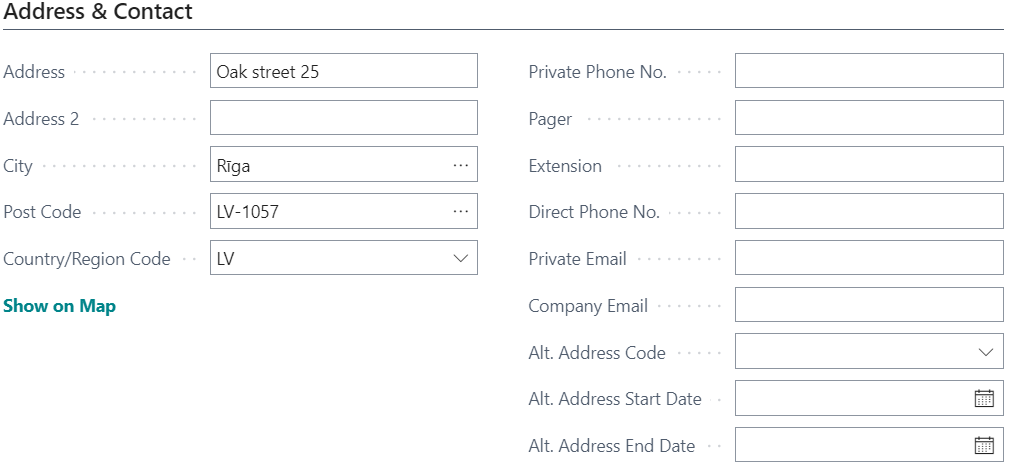 Address & Contact
Address
Oak street 25
Address 2
City
Rīga
Post Code
LV-1057
Country/Region Code
LV
Show on Map
Private Phone No.
Pager
Extension
Direct Phone No.
Private Email
Company Email
Alt. Address Code
Alt. Address Start Date
Alt. Address End Date